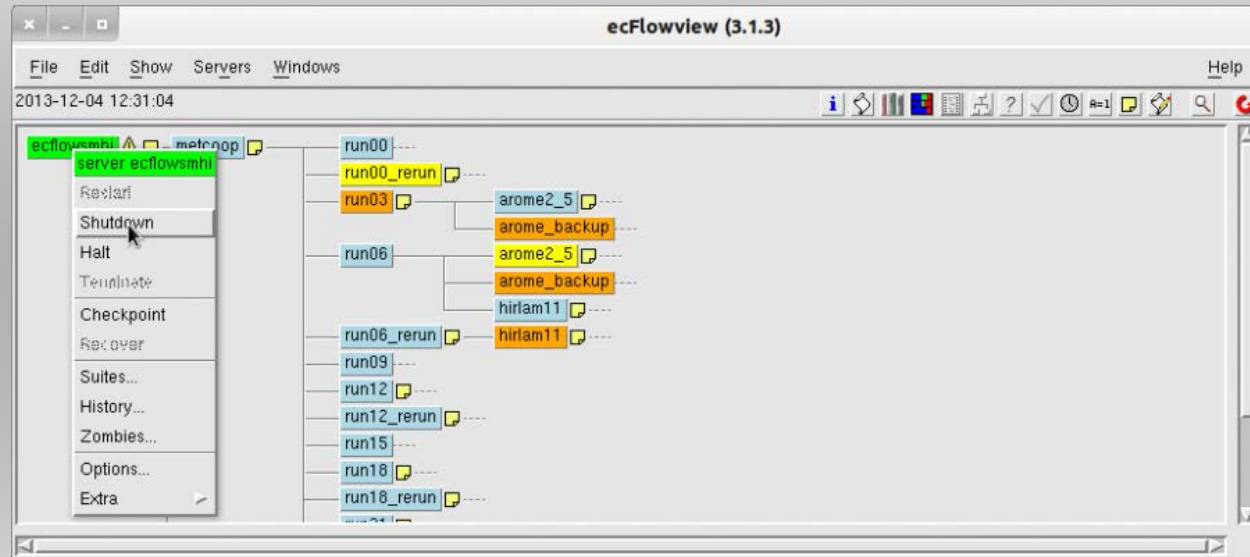 ecFlowview (3.1.3)
File Edit Show Servers Windows Help
2013-12-04 12:31:04
i ? A=1
ecflowsmhi metcoop run00
server ecflowsmhi
run00_rerun
Restart
run03 arome2_5
Shutdown
arome_backup
Halt
run06 arome2_5
Terminate
arome_backup
hirlam11
Checkpoint
run06_rerun hirlam11
Recover
run09
Suites...
run12
History...
run12_rerun
Zombies...
run15
Options...
run18
Extra
run18_rerun
run21